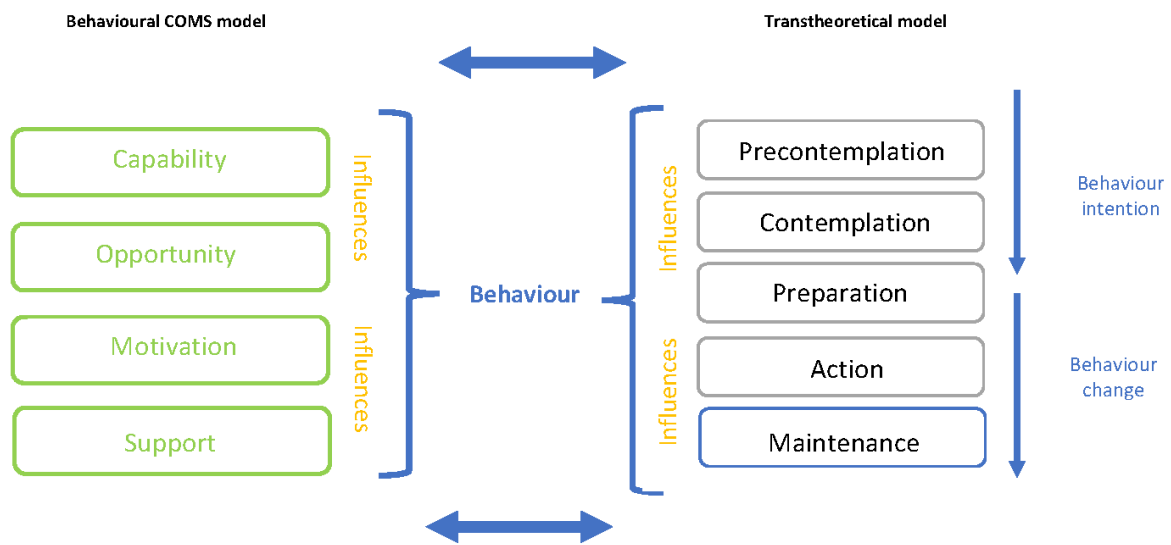 Behavioural COMS model
Transtheoretical model
Capability
Opportunity
Motivation
Support
Influences
Influences
Behaviour
Influences
Influences
Precontemplation
Contemplation
Preparation
Action
Maintenance
Behaviour
intention
Behaviour
change